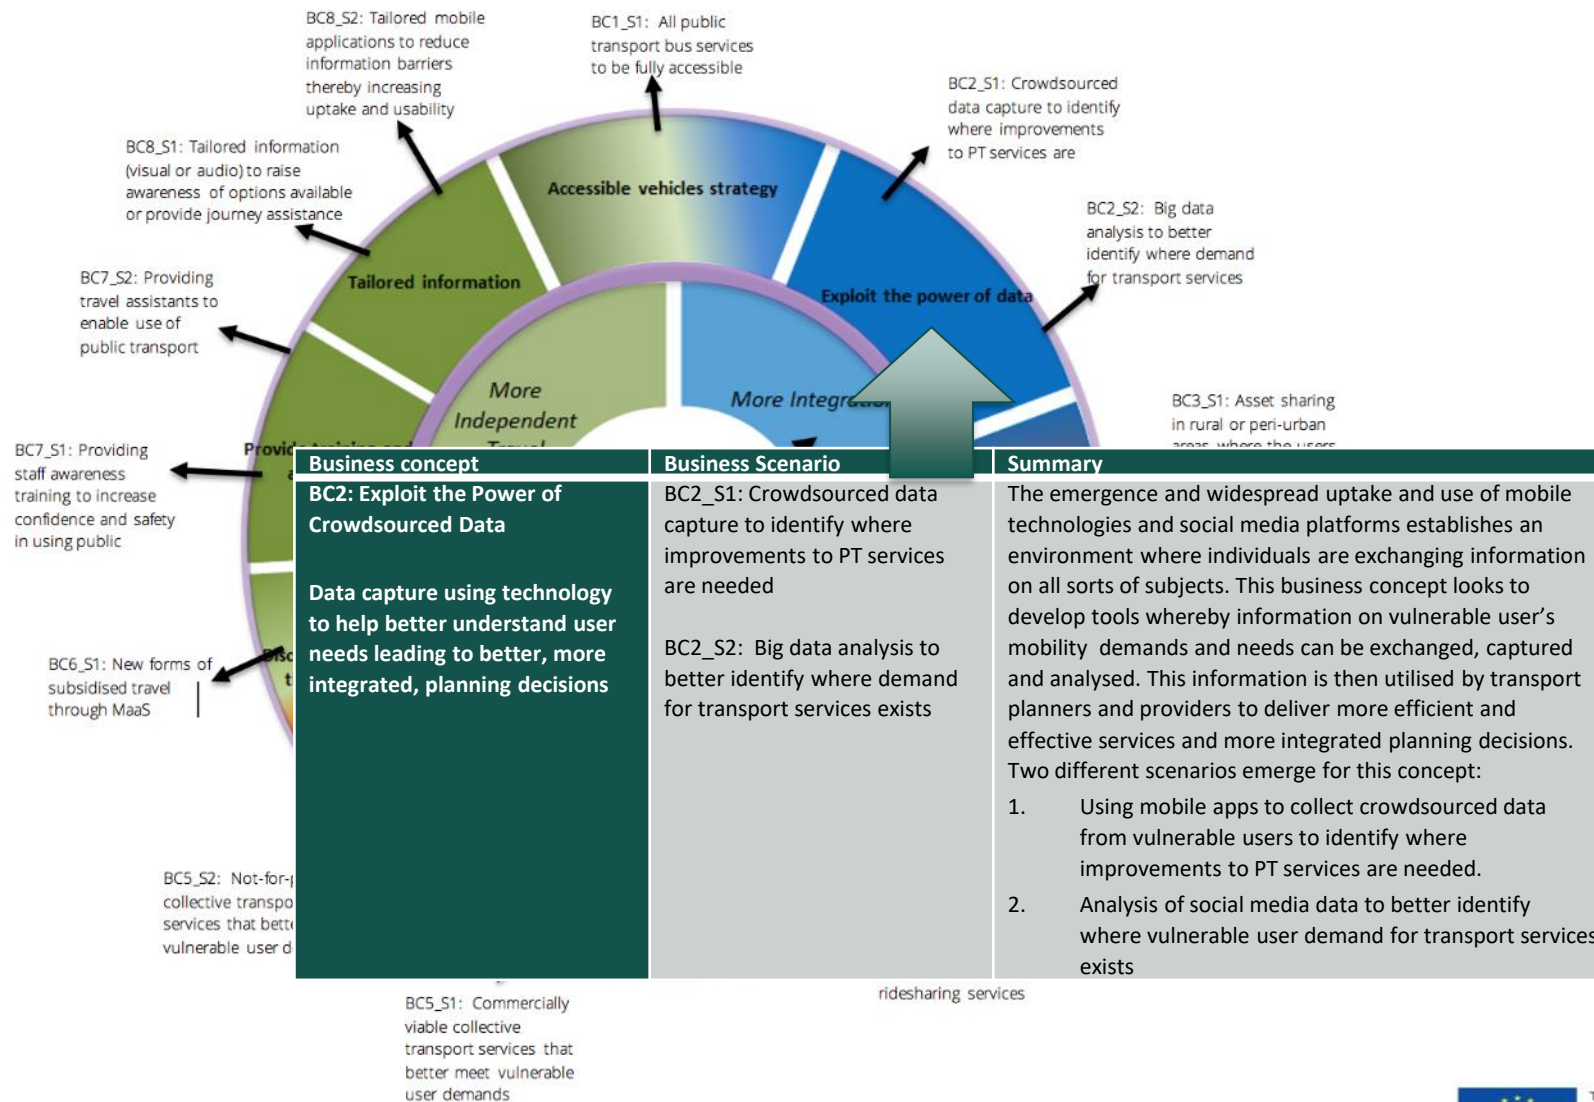 BC8_S2: Tailored mobile
applications to reduce
information barriers
thereby increasing
uptake and usability
BC1_S1: All public
transport bus services
to be fully accessible
BC2_S1: Crowdsourced
data capture to identify
where improvements
to PT services are
BC8_S1: Tailored information
(visual or audio) to raise
awareness of options available
or provide journey assistance
Accessible vehicles strategy
BC2_S2: Big data
analysis to better
identify where demand
for transport services
BC7_S2: Providing
travel assistants to
enable use of
public transport
Tailored information
Exploit the power of data
More
Independent
Travel
More Integration
BC3_S1: Asset sharing
in rural or peri-urban
areas where the users
BC7_S1: Providing
staff awareness
training to increase
confidence and safety
in using public
Business concept
Business Scenario
Summary
BC2: Exploit the Power of
Crowdsourced Data
Data capture using technology
to help better understand user
needs leading to better, more
integrated, planning decisions
BC2_S1: Crowdsourced data
capture to identify where
improvements to PT services
are needed
BC2_S2: Big data analysis to
better identify where demand
for transport services exists
The emergence and widespread uptake and use of mobile
technologies and social media platforms establishes an
environment where individuals are exchanging information
on all sorts of subjects. This business concept looks to
develop tools whereby information on vulnerable user’s
mobility demands and needs can be exchanged, captured
and analysed. This information is then utilised by transport
planners and providers to deliver more efficient and
effective services and more integrated planning decisions.
Two different scenarios emerge for this concept:
1. Using mobile apps to collect crowdsourced data
from vulnerable users to identify where
improvements to PT services are needed.
2. Analysis of social media data to better identify
where vulnerable user demand for transport services
exists
BC6_S1: New forms of
subsidised travel
through MaaS
BC5_S2: Not-for-
collective transpo
services that bette
vulnerable user d
ridesharing services
BC5_S1: Commercially
viable collective
transport services that
better meet vulnerable
user demands